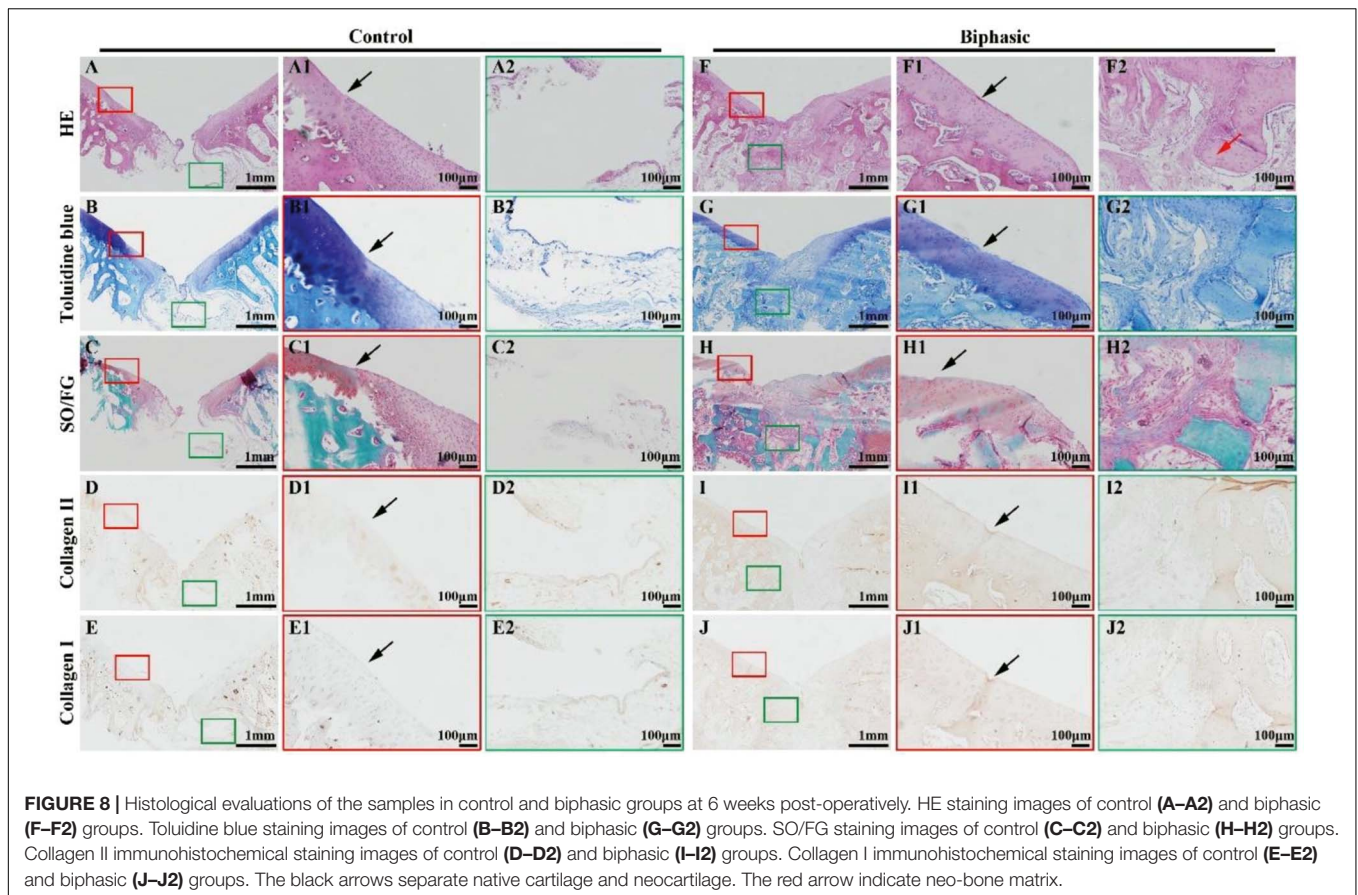 Control Biphasic
HE A A1 A2 F F1 F2
1mm 100μm 100μm 1mm 100μm 100μm
Toluidine blue B B1 B2 G G1 G2
1mm 100μm 100μm 1mm 100μm 100μm
SO/FG C C1 C2 H H1 H2
1mm 100μm 100μm 1mm 100μm 100μm
Collagen II D D1 D2 I I1 I2
1mm 100μm 100μm 1mm 100μm 100μm
Collagen I E E1 E2 J J1 J2
1mm 100μm 100μm 1mm 100μm 100μm
FIGURE 8 | Histological evaluations of the samples in control and biphasic groups at 6 weeks post-operatively. HE staining images of control (A–A2) and biphasic
(F–F2) groups. Toluidine blue staining images of control (B–B2) and biphasic (G–G2) groups. SO/FG staining images of control (C–C2) and biphasic (H–H2) groups.
Collagen II immunohistochemical staining images of control (D–D2) and biphasic (I–I2) groups. Collagen I immunohistochemical staining images of control (E–E2)
and biphasic (J–J2) groups. The black arrows separate native cartilage and neocartilage. The red arrow indicate neo-bone matrix.